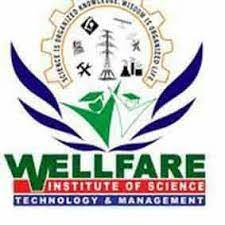 SCIENCE IS ORGANIZED KNOWLEDGE. WISDOM IS ORGANIZED LIFE.
WELLFARE
INSTITUTE OF SCIENCE
TECHNOLOGY & MANAGEMENT